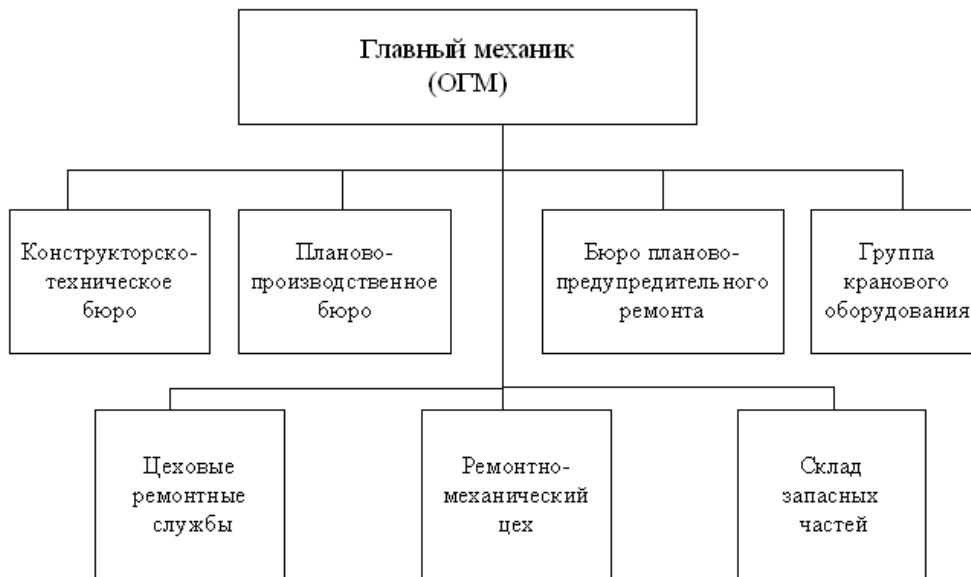 Главный механик
(ОГМ)
Конструкторско-
техническое
бюро
Планово-
производственное
бюро
Бюро планово-
предупредительного
ремонта
Группа
кранового
оборудования
Цеховые
ремонтные
службы
Ремонтно-
механический
цех
Склад
запасных
частей